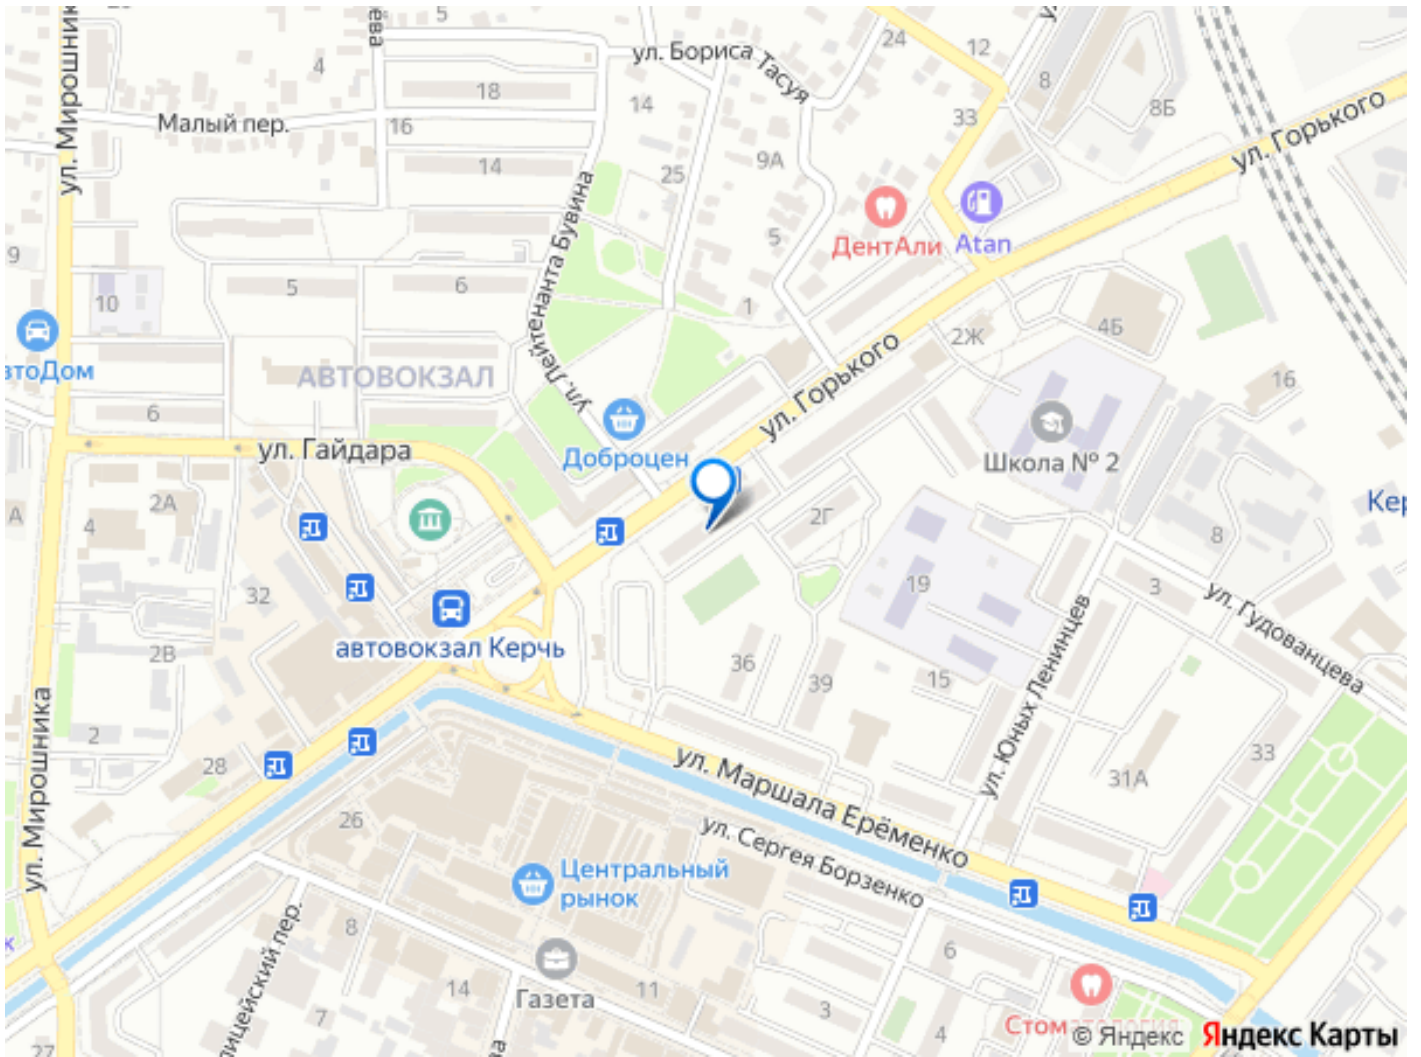 ул. Бориса Тасуя
24
12
4
8
18
14
8Б
Малый пер.
16
33
ул. Горького
ул. Мирошника
14
25
9А
ул. Лейтенанта Бувина
ДентАли
Atan
5
9
5
6
10
1
4Б
2Ж
АВТОВОКЗАЛ
16
6
ул. Горького
ул. Гайдара
Доброцен
Школа № 2
2А
А
4
2Г
8
Кер
19
3
32
ул. Гудованцева
автовокзал Керчь
2В
36
39
15
ул. Юных Ленинцев
2
ул. Мирошника
28
33
31А
ул. Маршала Ерёменко
26
ул. Сергея Борзенко
Центральный
рынок
8
6
14
Газета
11
3
4
7
27
Стоматология
© Яндекс Яндекс Карты